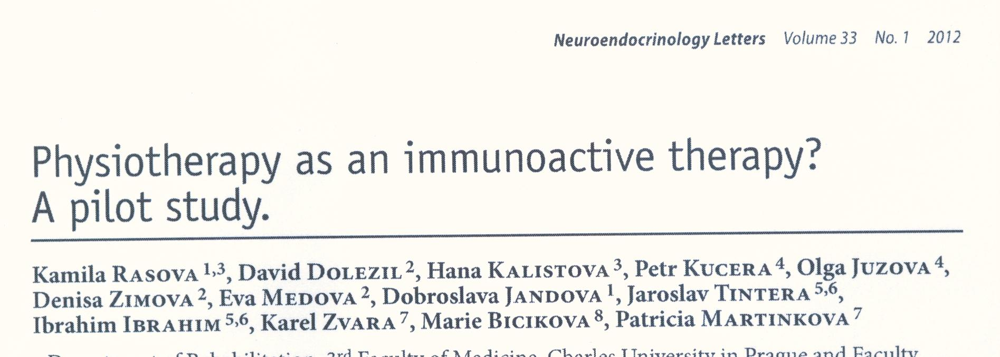 Neuroendocrinology Letters Volume 33 No. 1 2012
Physiotherapy as an immunoactive therapy?
A pilot study.
Kamila RASOVA 1,3, David DOLEZIL 2, Hana KALISTOVA 3, Petr KUCERA 4, Olga JUZOVA 4,
Denisa ZIMOVA 2, Eva MEDOVA 2, Dobroslava JANDOVA 1, Jaroslav TINTERA 5,6,
Ibrahim IBRAHIM 5,6, Karel ZVARA 7, Marie BICIKOVA 8, Patricia MARTINKOVA 7
Department of Rehabilitation, 3rd Faculty of Medicine, Charles University in Prague and Faculty